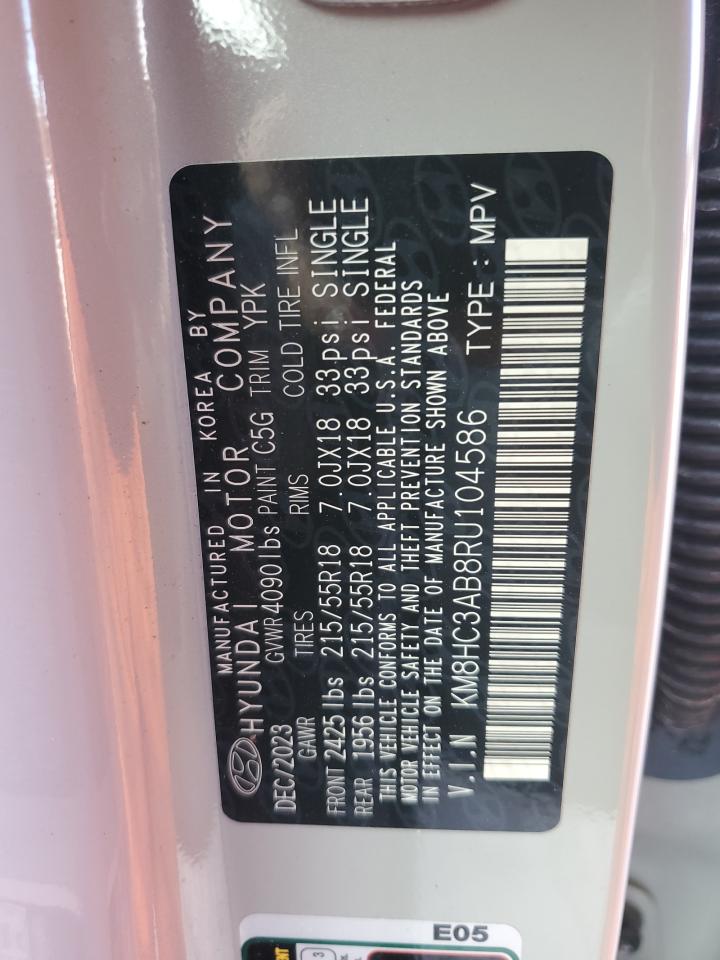 MANUFACTURED IN KOREA BY
HYUNDAI MOTOR COMPANY
DEC/2023 GVWR 4090 lbs PAINT C5G TRIM YPK
GAWR TIRES RIMS COLD TIRE INFL
FRONT 2425 lbs 215/55R18 7.0JX18 33psi SINGLE
REAR 1956 lbs 215/55R18 7.0JX18 33psi SINGLE
THIS VEHICLE CONFORMS TO ALL APPLICABLE U.S.A. FEDERAL
MOTOR VEHICLE SAFETY AND THEFT PREVENTION STANDARDS
IN EFFECT ON THE DATE OF MANUFACTURE SHOWN ABOVE
V.I.N KM8HC3AB8RU104586 TYPE : MPV
E05
3